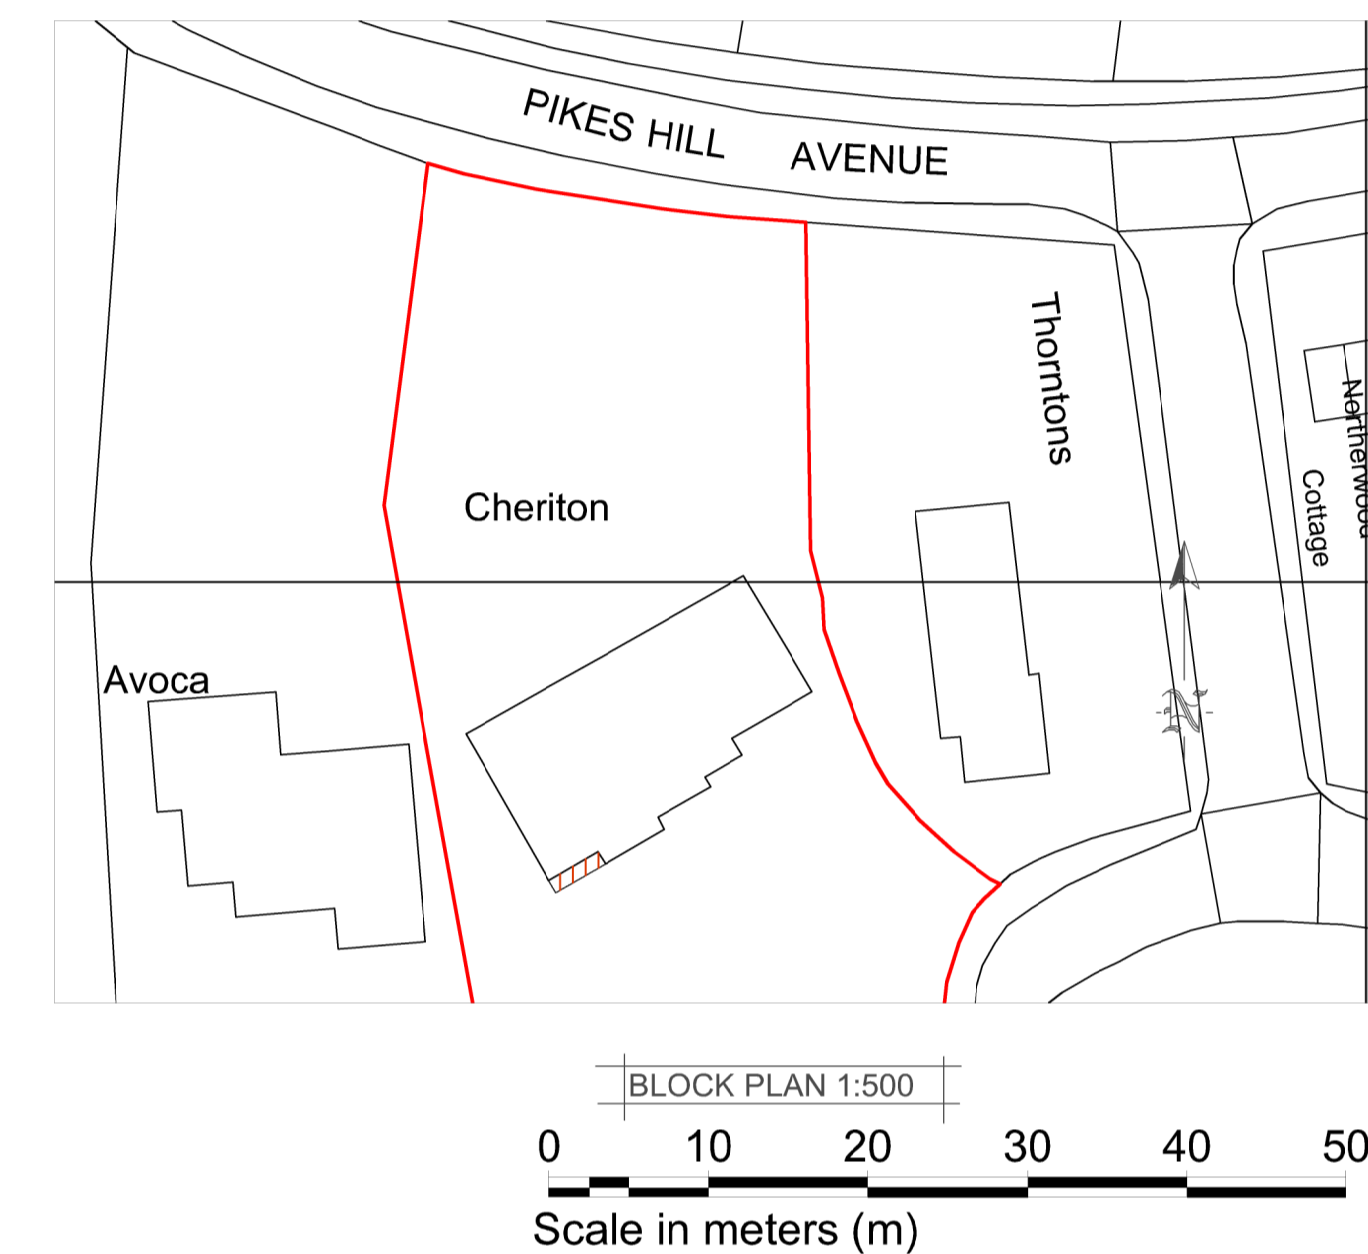 PIKES HILL AVENUE
Thorntons
Northerwood
Cottage
Cheriton
Avoca
N
BLOCK PLAN 1:500
0 10 20 30 40 50
Scale in meters (m)